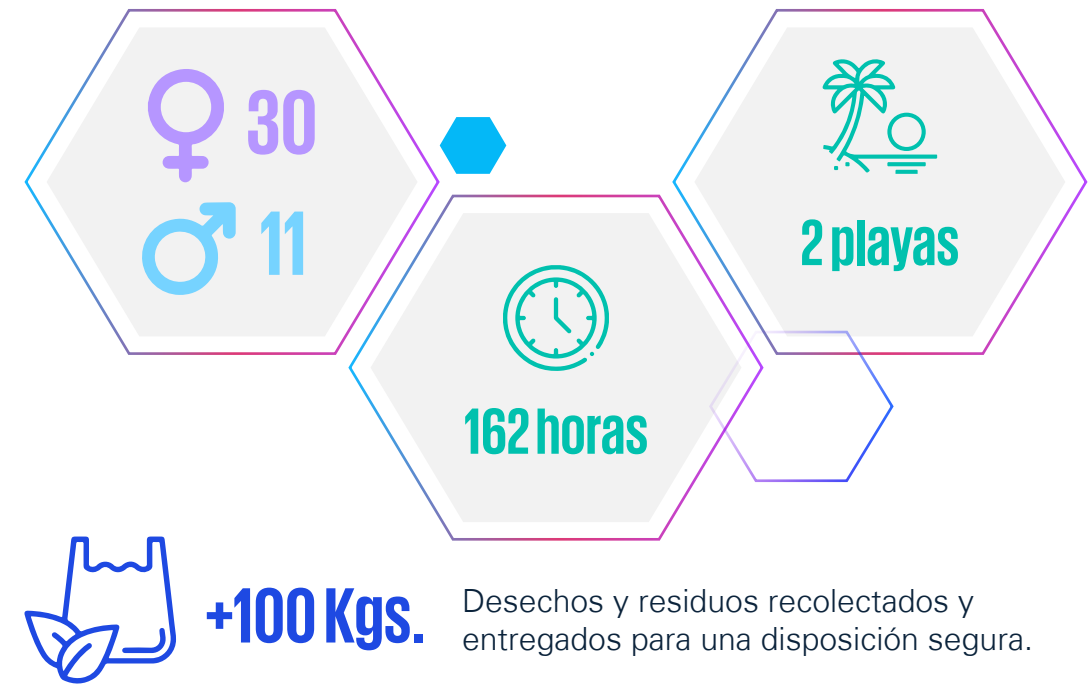 30
11
162 horas
2 playas
+100 Kgs.
Desechos y residuos recolectados y
entregados para una disposición segura.